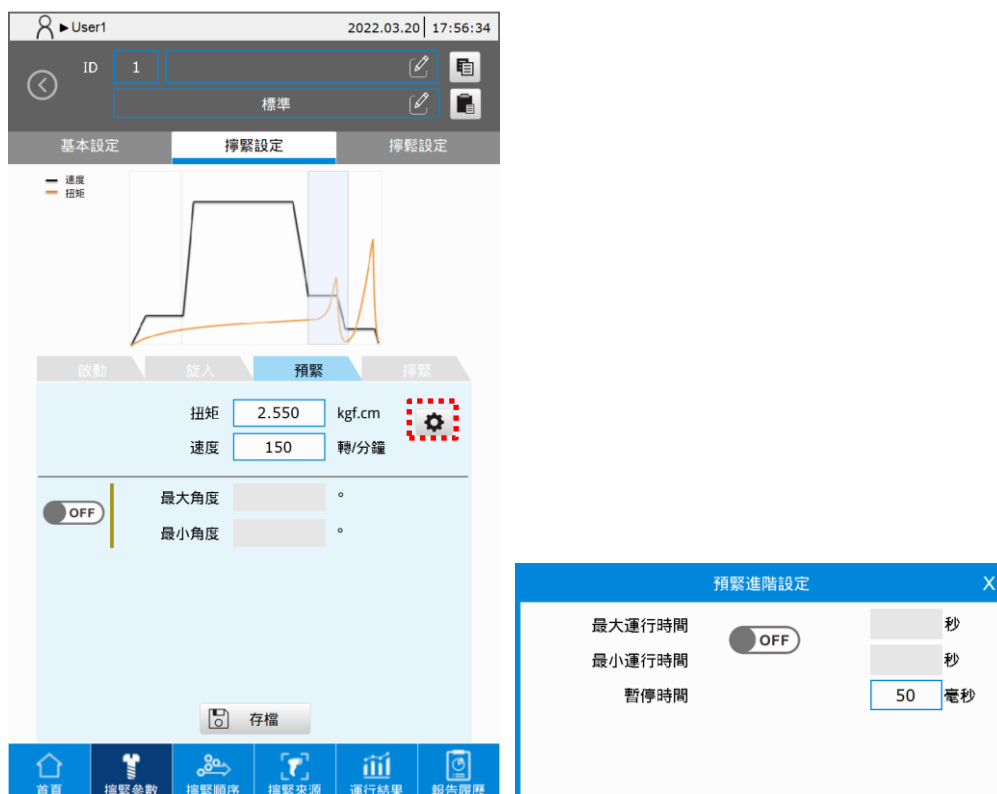 ►User1 2022.03.20 17:56:34
ID 1
標準
基本設定 擰緊設定 擰鬆設定
速度
扭矩
啟動 旋入 預緊 擰緊
扭矩 2.550 kgf.cm
速度 150 轉/分鐘
OFF
最大角度 °
最小角度 °
存檔
首頁 擰緊參數 擰緊順序 擰緊來源 運行結果 報告履歷
預緊進階設定 X
最大運行時間 OFF 秒
最小運行時間 秒
暫停時間 50 毫秒